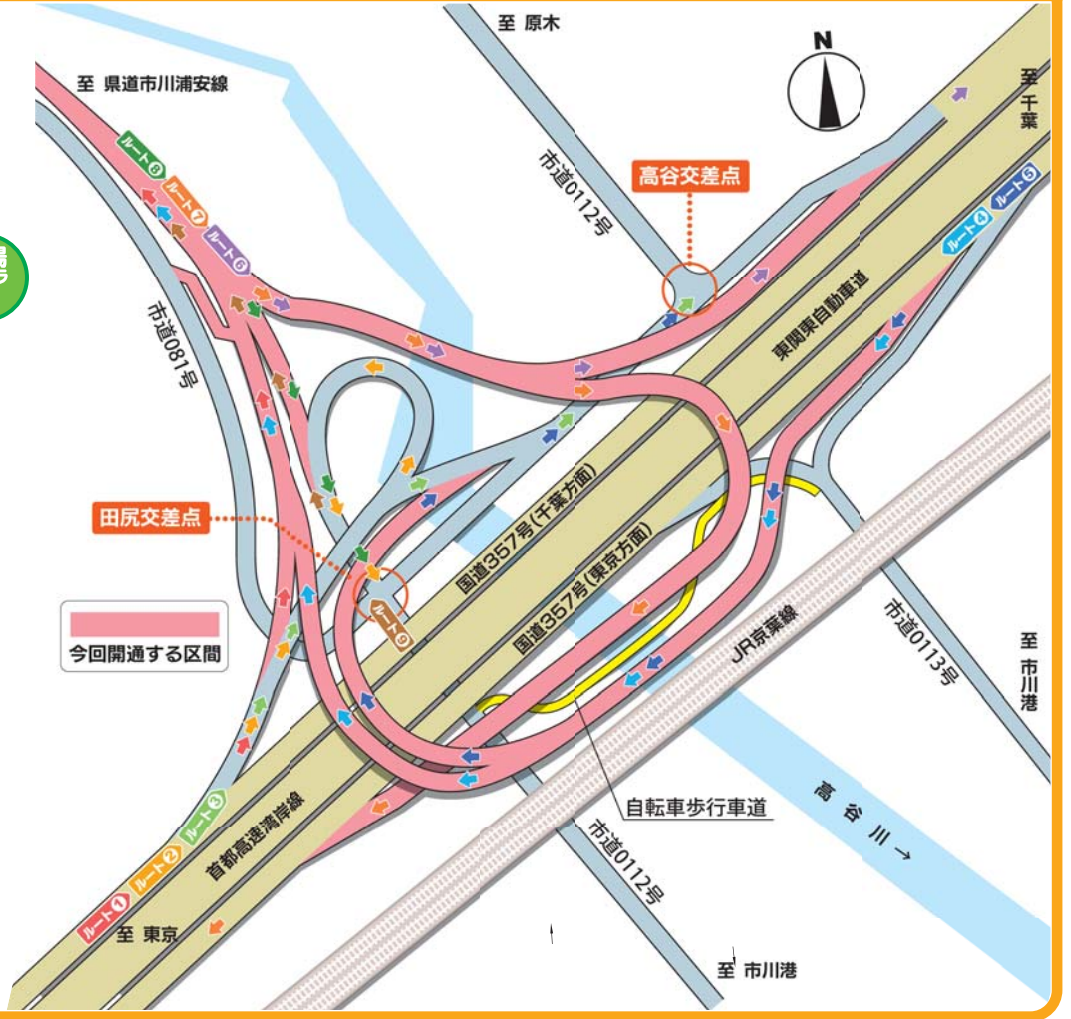 至 原木
N
至 県道市川浦安線
至 千葉
市道0112号
高谷交差点
ルート8
ルート7
ルート6
ルート5
ルート4
東関東自動車道
市道081号
田尻交差点
国道357号(千葉方面)
国道357号(東京方面)
ルート9
JR京葉線
市道0113号
至 市川港
今回開通する区間
自転車歩行車道
高谷川→
首都高速湾岸線
市道0112号
ルート3
ルート2
ルート1
至 東京
至 市川港